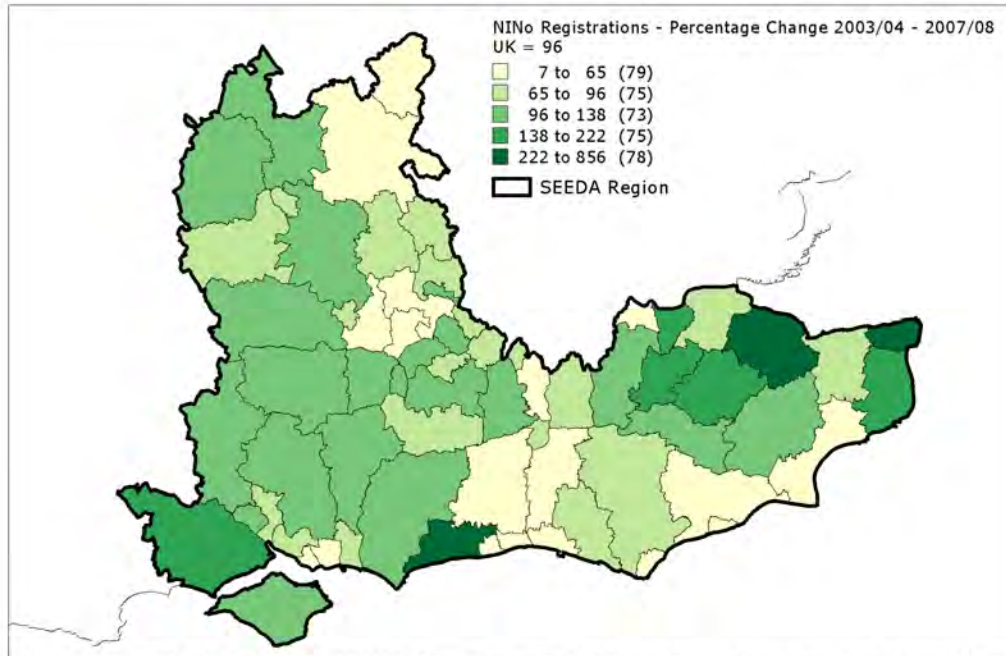 NINo Registrations - Percentage Change 2003/04 - 2007/08
UK = 96
7 to 65 (79)
65 to 96 (75)
96 to 138 (73)
138 to 222 (75)
222 to 856 (78)
SEEDA Region